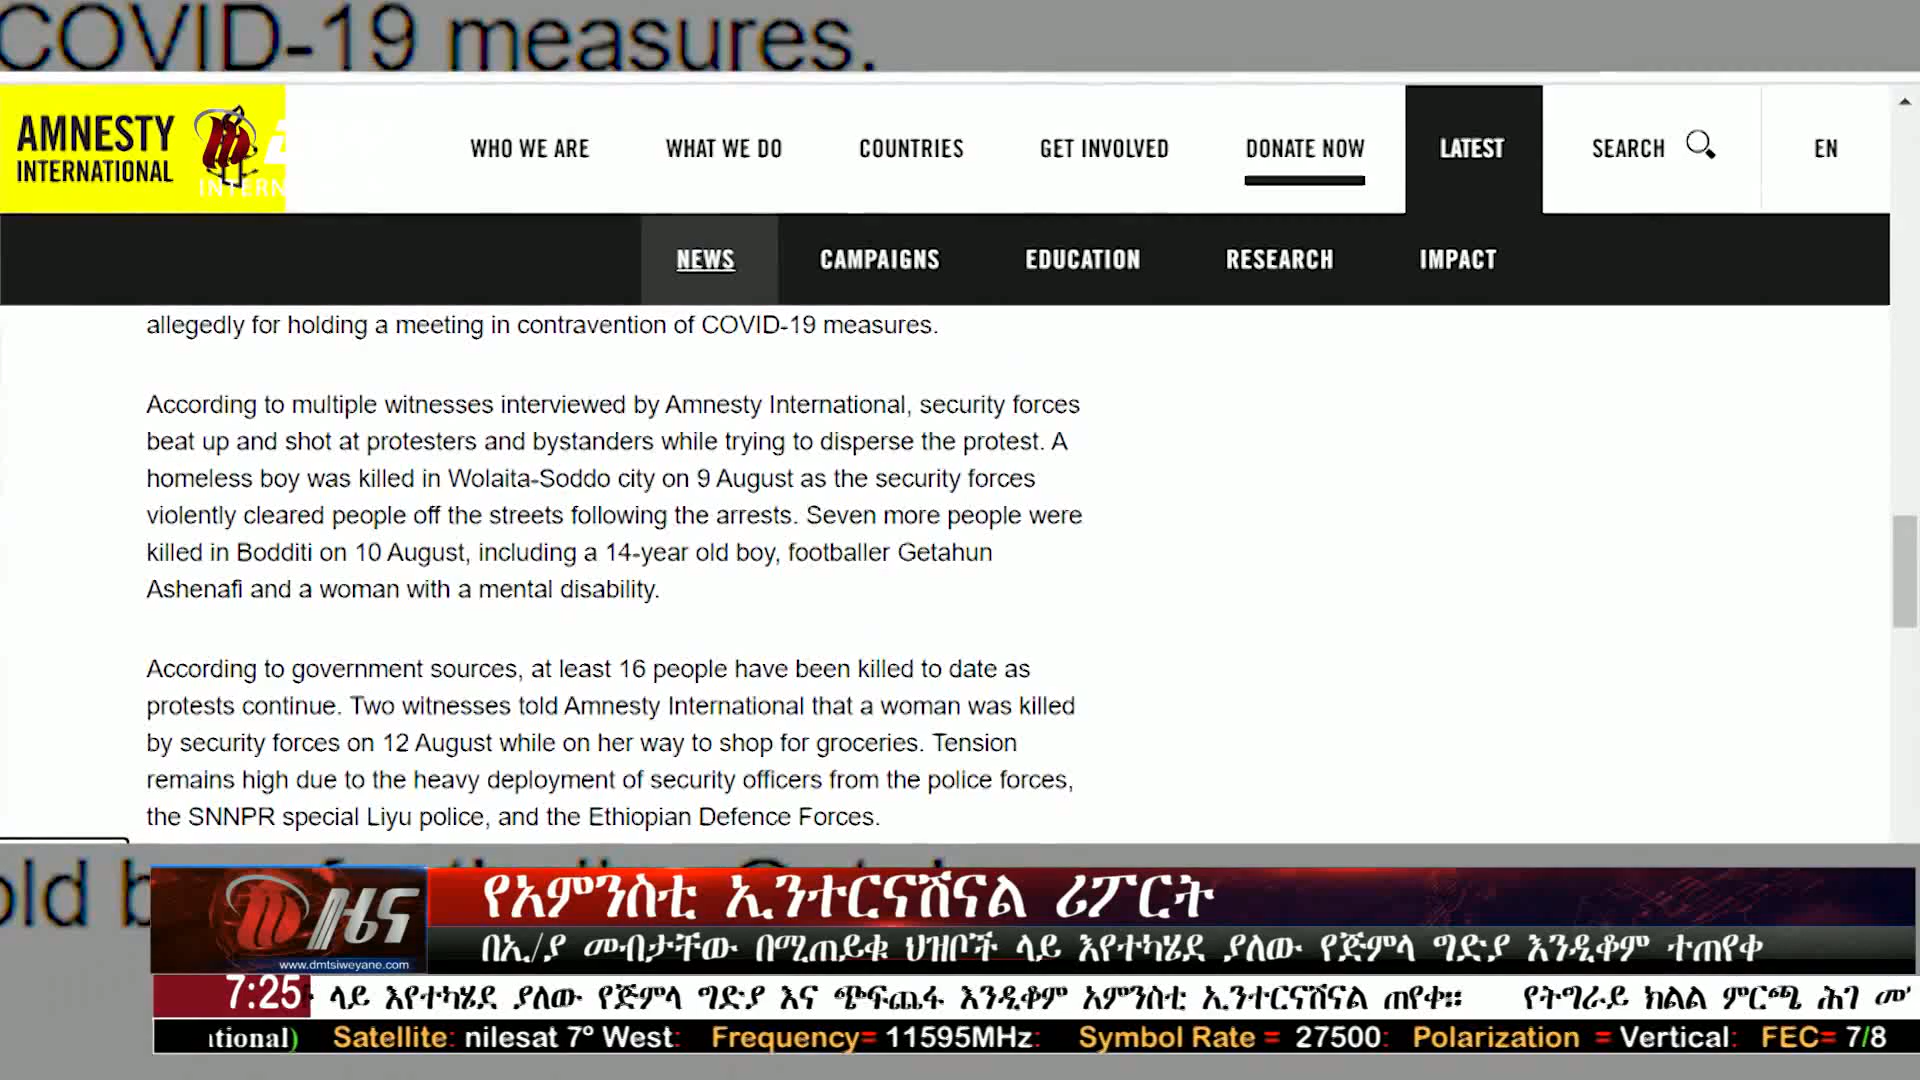 COVID-19 measures.
AMNESTY
INTERNATIONAL
INTERN
WHO WE ARE
WHAT WE DO
COUNTRIES
GET INVOLVED
DONATE NOW
LATEST
SEARCH
EN
NEWS
CAMPAIGNS
EDUCATION
RESEARCH
IMPACT
allegedly for holding a meeting in contravention of COVID-19 measures.
According to multiple witnesses interviewed by Amnesty International, security forces
beat up and shot at protesters and bystanders while trying to disperse the protest. A
homeless boy was killed in Wolaita-Soddo city on 9 August as the security forces
violently cleared people off the streets following the arrests. Seven more people were
killed in Bodditi on 10 August, including a 14-year old boy, footballer Getahun
Ashenafi and a woman with a mental disability.
According to government sources, at least 16 people have been killed to date as
protests continue. Two witnesses told Amnesty International that a woman was killed
by security forces on 12 August while on her way to shop for groceries. Tension
remains high due to the heavy deployment of security officers from the police forces,
the SNNPR special Liyu police, and the Ethiopian Defence Forces.
old b
ዜና
www.dmtsiweyane.com
የአምንስቲ ኢንተርናሽናል ሪፖርት
በኢ/ያ መብታቸው በሚጠይቁ ህዝቦች ላይ እየተካሄደ ያለው የጅምላ ግድያ እንዲቆም ተጠየቀ
7:25
ላይ እየተካሄደ ያለው የጅምላ ግድያ እና ጭፍጨፋ እንዲቆም አምንስቲ ኢንተርናሽናል ጠየቀ። የትግራይ ክልል ምርጫ ሕገ መ
ational) Satellite: nilesat 7° West: Frequency= 11595MHz: Symbol Rate = 27500: Polarization = Vertical: FEC= 7/8